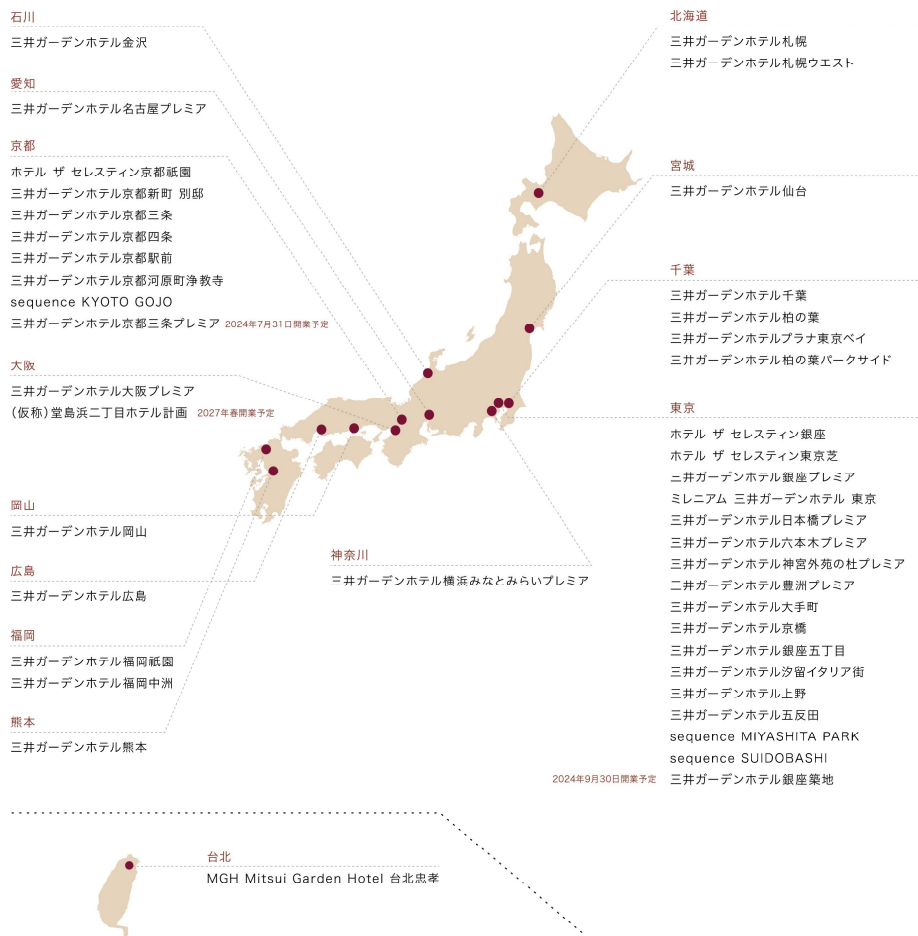 石川
三井ガーデンホテル金沢
愛知
三井ガーデンホテル名古屋プレミア
京都
ホテル ザ セレスティン京都祇園
三井ガーデンホテル京都新町 別邸
三井ガーデンホテル京都三条
三井ガーデンホテル京都四条
三井ガーデンホテル京都駅前
三井ガーデンホテル京都河原町浄教寺
sequence KYOTO GOJO
三井ガーデンホテル京都三条プレミア 2024年7月31日開業予定
大阪
三井ガーデンホテル大阪プレミア
（仮称）堂島浜二丁目ホテル計画 2027年春開業予定
岡山
三井ガーデンホテル岡山
広島
三井ガーデンホテル広島
福岡
三井ガーデンホテル福岡祇園
三井ガーデンホテル福岡中洲
熊本
三井ガーデンホテル熊本
神奈川
三井ガーデンホテル横浜みなとみらいプレミア
北海道
三井ガーデンホテル札幌
三井ガーデンホテル札幌ウエスト
宮城
三井ガーデンホテル仙台
千葉
三井ガーデンホテル千葉
三井ガーデンホテル柏の葉
三井ガーデンホテルプラナ東京ベイ
三井ガーデンホテル柏の葉パークサイド
東京
ホテル ザ セレスティン銀座
ホテル ザ セレスティン東京芝
三井ガーデンホテル銀座プレミア
ミレニアム 三井ガーデンホテル 東京
三井ガーデンホテル日本橋プレミア
三井ガーデンホテル六本木プレミア
三井ガーデンホテル神宮外苑の杜プレミア
三井ガーデンホテル豊洲プレミア
三井ガーデンホテル大手町
三井ガーデンホテル京橋
三井ガーデンホテル銀座五丁目
三井ガーデンホテル汐留イタリア街
三井ガーデンホテル上野
三井ガーデンホテル五反田
sequence MIYASHITA PARK
sequence SUIDOBASHI
2024年9月30日開業予定 三井ガーデンホテル銀座築地
台北
MGH Mitsui Garden Hotel 台北忠孝